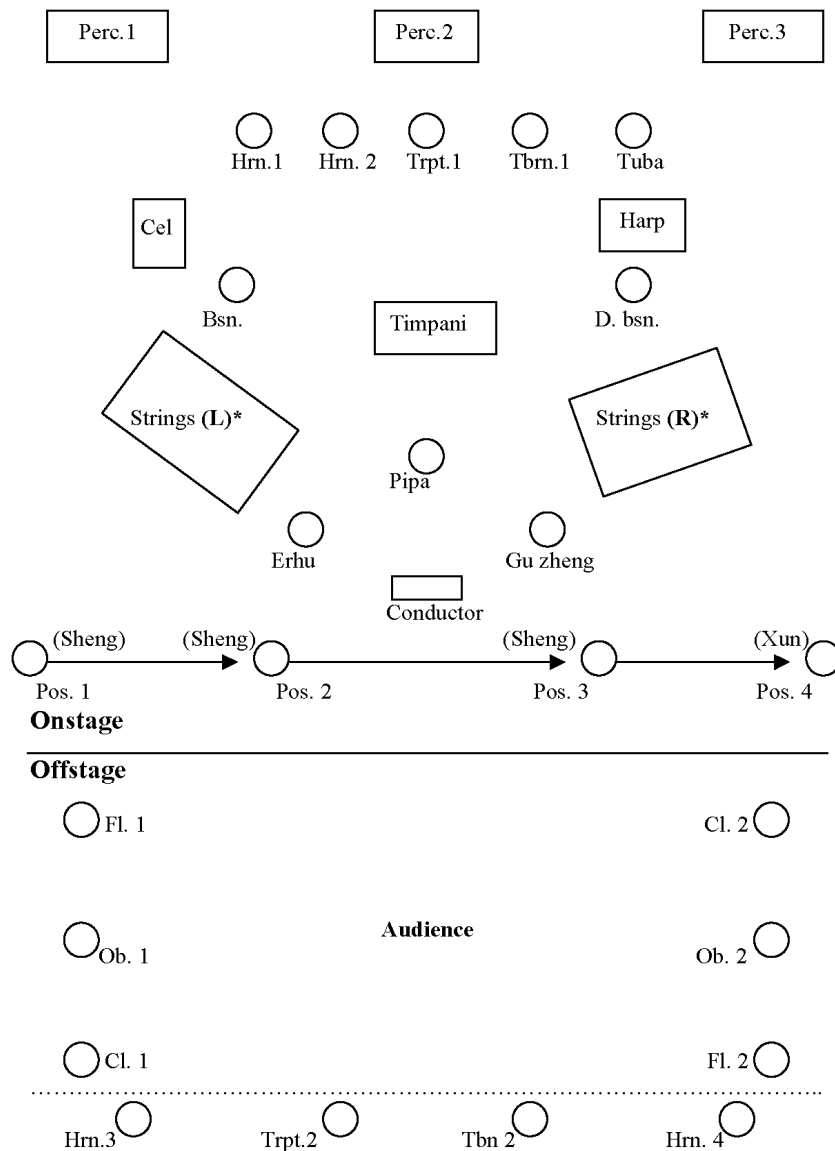 Perc.1 Perc.2 Perc.3
Hrn.1 Hrn. 2 Trpt.1 Tbrn.1 Tuba
Cel Harp
Bsn. Timpani D. bsn.
Strings (L)* Strings (R)*
Pipa
Erhu Gu zheng
Conductor
(Sheng) (Sheng) (Sheng) (Xun)
Pos. 1 Pos. 2 Pos. 3 Pos. 4
Onstage
Offstage
Fl. 1 Cl. 2
Audience
Ob. 1 Ob. 2
Cl. 1 Fl. 2
Hrn.3 Trpt.2 Tbn 2 Hrn. 4